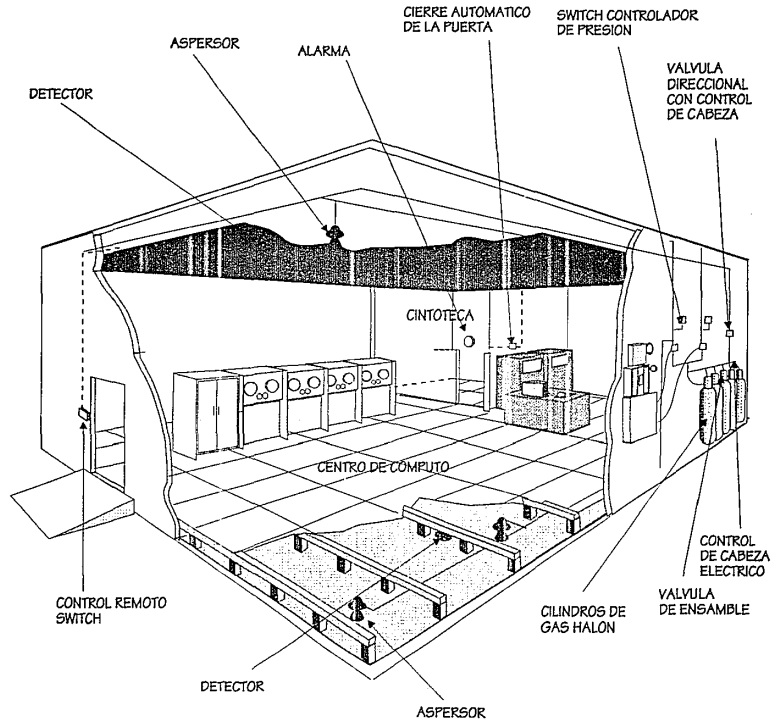 CIERRE AUTOMATICO
DE LA PUERTA
SWITCH CONTROLADOR
DE PRESION
ASPERSOR
ALARMA
VALVULA
DIRECCIONAL
CON CONTROL
DE CABEZA
DETECTOR
CINTOTECA
CENTRO DE COMPUTO
CONTROL REMOTO
SWITCH
CONTROL
DE CABEZA
ELECTRICO
VALVULA
DE ENSAMBLE
CILINDROS DE
GAS HALON
DETECTOR
ASPERSOR